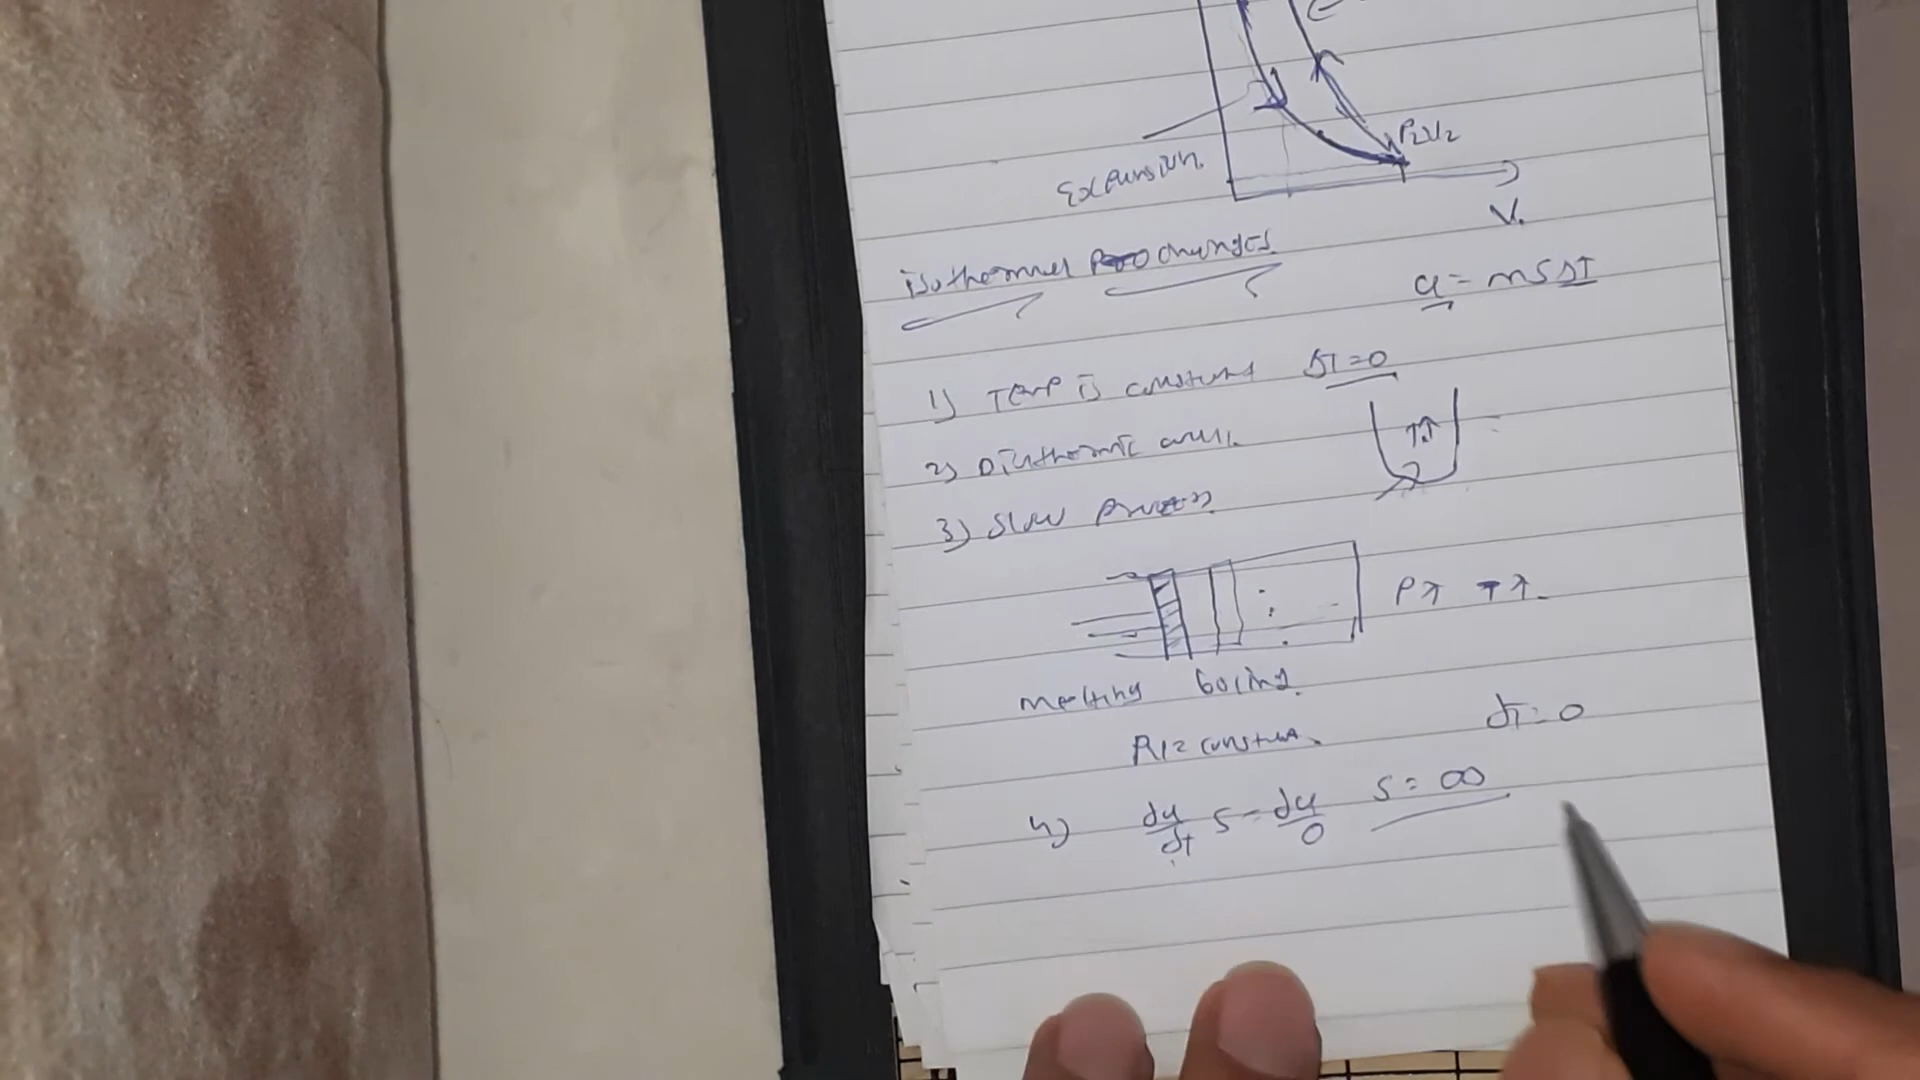 P₂V₂
Expansion.
V.
isothermal changes.
Q = mSΔT
1) Temp is constant ΔT=0
2) Diathermic wall.
3) Slow process.
melting boiling.
dT=0
4) dq/dT S=dq/0 S=∞